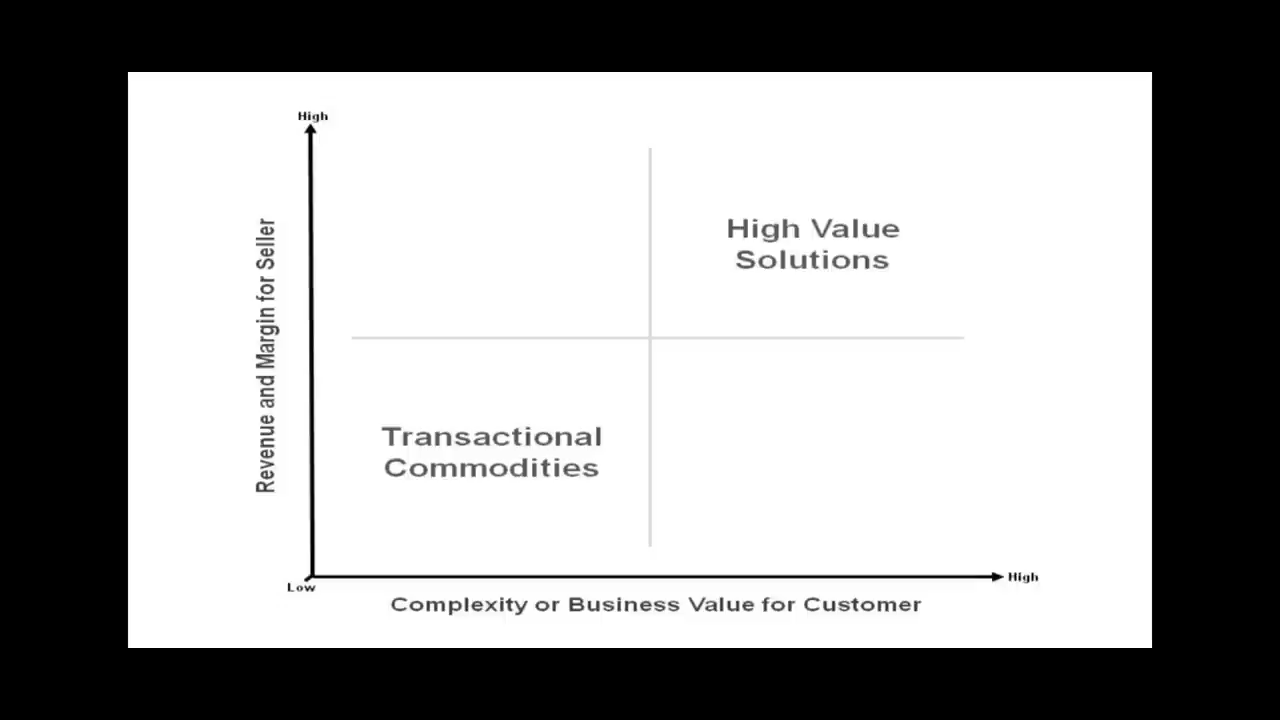 High
Revenue and Margin for Seller
High Value
Solutions
Transactional
Commodities
Low
High
Complexity or Business Value for Customer